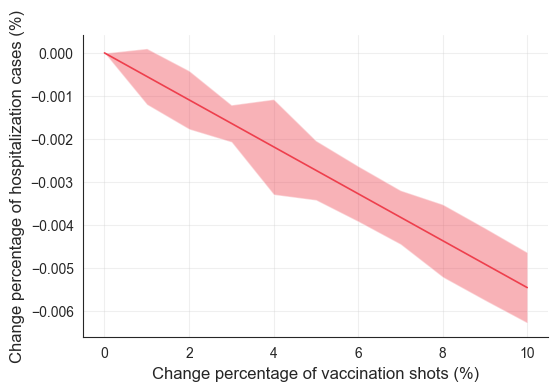 Change percentage of hospitalization cases (%)
0.000
−0.001
−0.002
−0.003
−0.004
−0.005
−0.006
0 2 4 6 8 10
Change percentage of vaccination shots (%)